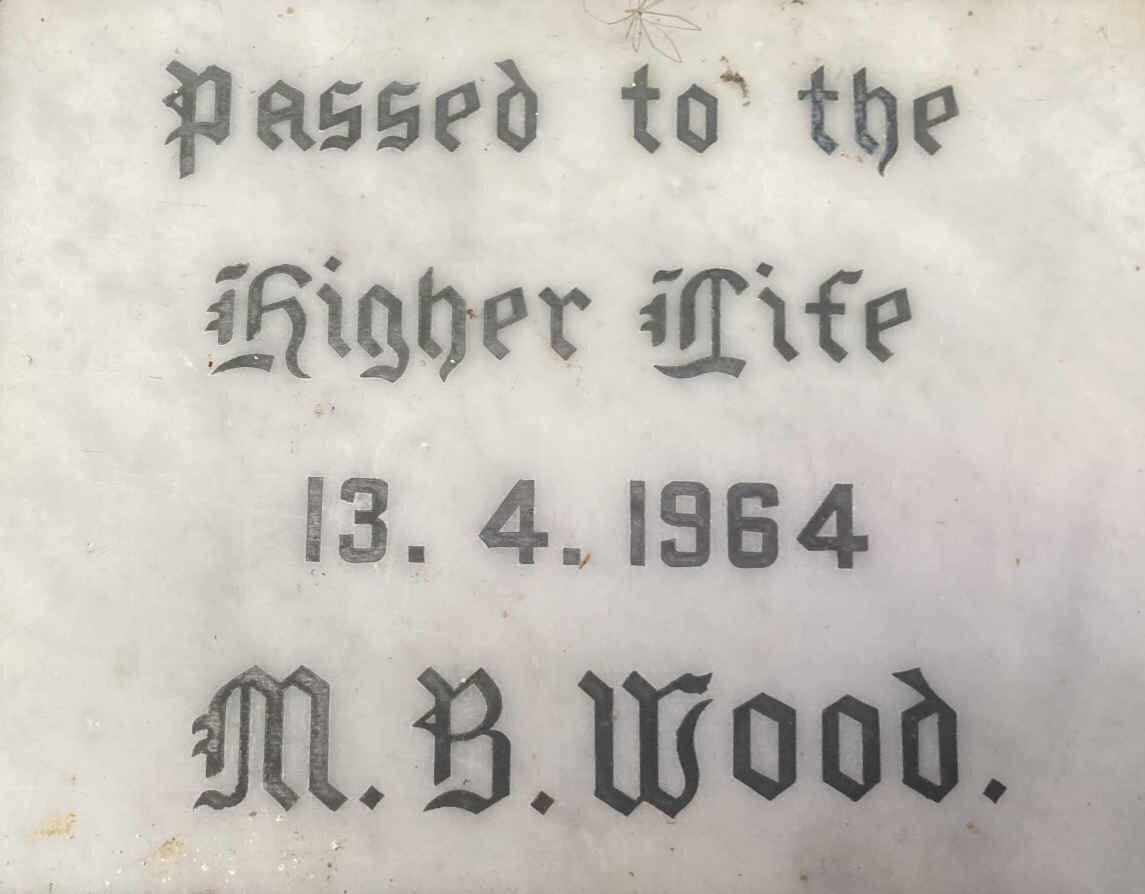 Passed to the
Higher Life
13. 4. 1964
M. B. Wood.